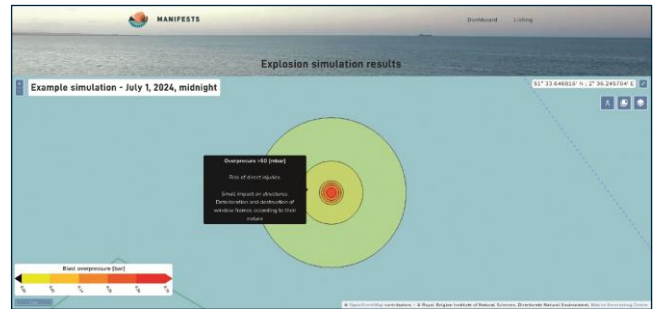 MANIFESTS
Dashboard Listing
Explosion simulation results
Example simulation - July 1, 2024, midnight
51° 33.646818' N ; 2° 36.245704' E
Overpressure >50 [mbar]
Risk of direct injuries.
Small impact on structures:
Deterioration and destruction of
window frames according to their
nature
Blast overpressure [bar]
© OpenStreetMap contributors, © Royal Belgian Institute of Natural Sciences, Directorate Natural Environment, Marine Forecasting Centre